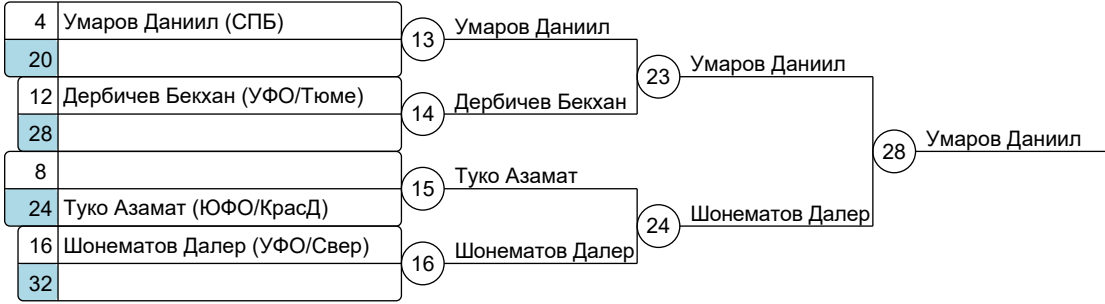 4 Умаров Даниил (СПБ)
20
12 Дербичев Бекхан (УФО/Тюме)
28
8
24 Туко Азамат (ЮФО/КрасД)
16 Шонематов Далер (УФО/Свер)
32
13 Умаров Даниил
14 Дербичев Бекхан
15 Туко Азамат
16 Шонематов Далер
23 Умаров Даниил
24 Шонематов Далер
28 Умаров Даниил